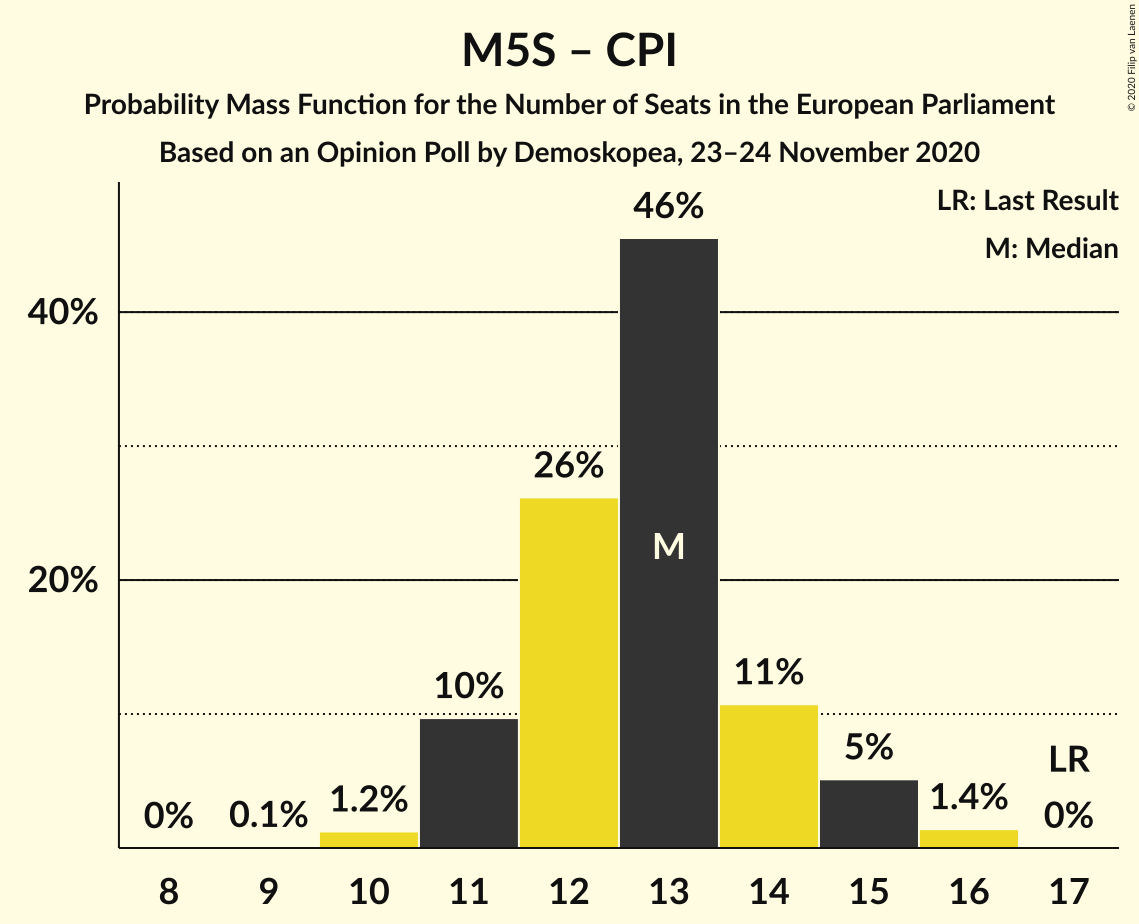 M5S – CPI
Probability Mass Function for the Number of Seats in the European Parliament
Based on an Opinion Poll by Demoskopea, 23–24 November 2020
© 2020 Filip van Laenen
LR: Last Result
M: Median
40%
20%
0%
0.1%
1.2%
10%
26%
46%
M
11%
5%
1.4%
LR
0%
8 9 10 11 12 13 14 15 16 17